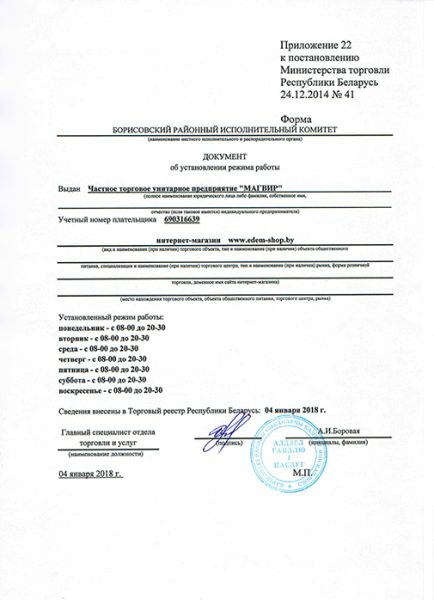 Приложение 22
к постановлению
Министерства торговли
Республики Беларусь
24.12.2014 № 41
Форма
БОРИСОВСКИЙ РАЙОННЫЙ ИСПОЛНИТЕЛЬНЫЙ КОМИТЕТ
(наименование местного исполнительного и распорядительного органа)
ДОКУМЕНТ
об установлении режима работы
Выдан Частное торговое унитарное предприятие "МАГВИР"
(полное наименование юридического лица либо фамилия, собственное имя,
отчество (если таковое имеется) индивидуального предпринимателя)
Учетный номер плательщика 690316639
интернет-магазин www.edem-shop.by
(вид и наименование (при наличии) торгового объекта, тип и наименование (при наличии) объекта общественного
питания, специализация и наименование (при наличии) торгового центра, тип и наименование (при наличии) рынка, форма розничной
торговли, доменное имя сайта интернет-магазина)
(место нахождения торгового объекта, объекта общественного питания, торгового центра, рынка)
Установленный режим работы:
понедельник - с 08-00 до 20-30
вторник - с 08-00 до 20-30
среда - с 08-00 до 20-30
четверг - с 08-00 до 20-30
пятница - с 08-00 до 20-30
суббота - с 08-00 до 20-30
воскресенье - с 08-00 до 20-30
Сведения внесены в Торговый реестр Республики Беларусь: 04 января 2018 г.
Главный специалист отдела
торговли и услуг
(наименование должности)
(подпись)
А.И.Боровая
(инициалы, фамилия)
АДДЗЕЛ
ГАНДЛЮ
І
ПАСЛУГ
04 января 2018 г.
М.П.